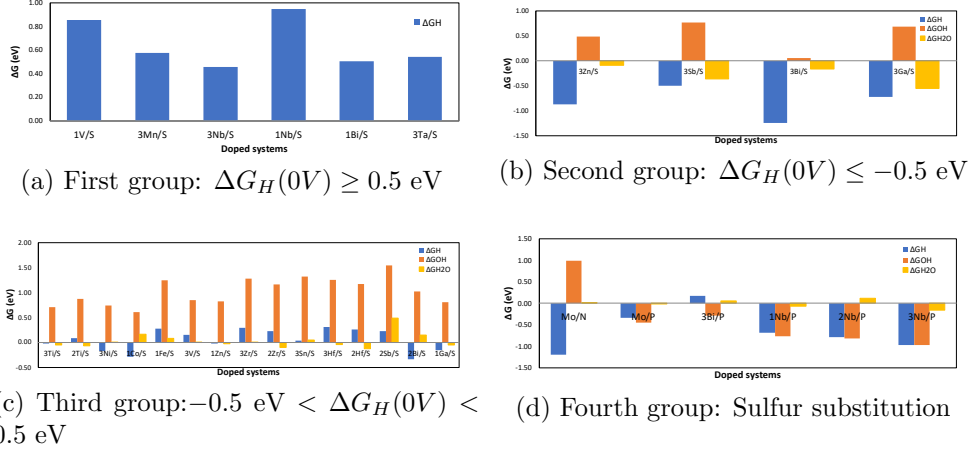 1.00
0.80
0.60
0.40
0.20
0.00
ΔG (eV)
ΔGH
1V/S 3Mn/S 3Nb/S 1Nb/S 1Bi/S 3Ta/S
Doped systems
(a) First group: ΔG_H(0V) ≥ 0.5 eV
1.00
0.50
0.00
-0.50
-1.00
-1.50
ΔG (eV)
ΔGH
ΔGOH
ΔGH2O
3Zn/S 3Sb/S 3Bi/S 3Ga/S
Doped systems
(b) Second group: ΔG_H(0V) ≤ −0.5 eV
2.00
1.50
1.00
0.50
0.00
-0.50
ΔG (eV)
ΔGH
ΔGOH
ΔGH2O
3Ti/S 2Ti/S 3Ni/S 1Co/S 1Fe/S 3V/S 1Zn/S 3Zr/S 2Zr/S 3Sn/S 3Hf/S 2Hf/S 2Sb/S 2Bi/S 1Ga/S
Doped systems
(c) Third group:−0.5 eV < ΔG_H(0V) <
0.5 eV
1.50
1.00
0.50
0.00
-0.50
-1.00
-1.50
ΔG (eV)
ΔGH
ΔGOH
ΔGH2O
Mo/N Mo/P 3Bi/P 1Nb/P 2Nb/P 3Nb/P
Doped systems
(d) Fourth group: Sulfur substitution